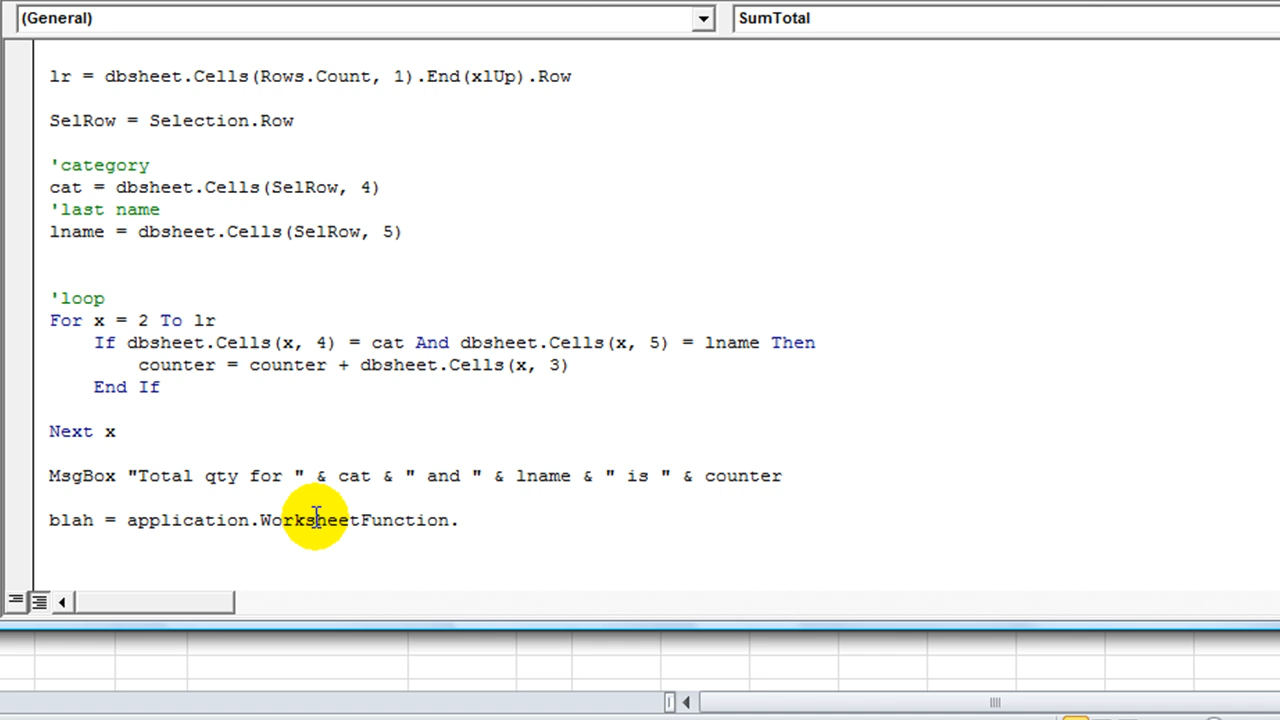 (General) SumTotal
lr = dbsheet.Cells(Rows.Count, 1).End(xlUp).Row
SelRow = Selection.Row
'category
cat = dbsheet.Cells(SelRow, 4)
'last name
lname = dbsheet.Cells(SelRow, 5)
'loop
For x = 2 To lr
If dbsheet.Cells(x, 4) = cat And dbsheet.Cells(x, 5) = lname Then
counter = counter + dbsheet.Cells(x, 3)
End If
Next x
MsgBox "Total qty for " & cat & " and " & lname & " is " & counter
blah = application.WorksheetFunction.